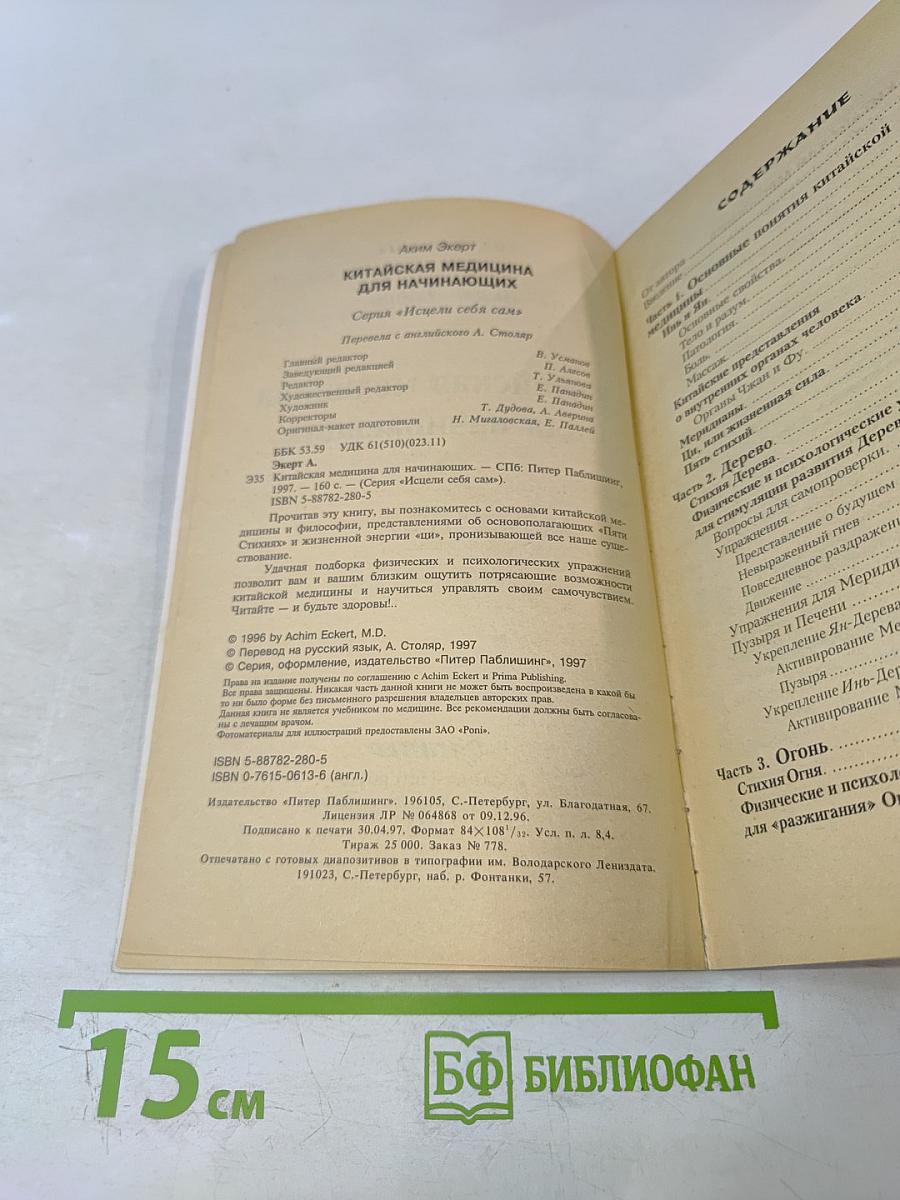 Аким Экерт
КИТАЙСКАЯ МЕДИЦИНА
ДЛЯ НАЧИНАЮЩИХ
Серия «Исцели себя сам»
Перевела с английского А. Столяр
Главный редактор В. Усманов
Заведующий редакцией П. Алесов
Редактор Т. Ульянова
Художественный редактор Е. Панадин
Художник Е. Панадин
Корректоры Т. Дудова, А. Аверина
Оригинал-макет подготовили Н. Мигаловская, Е. Паллей
ББК 53.59 УДК 61(510)(023.11)
Экерт А.
Э35 Китайская медицина для начинающих. — СПб: Питер Паблишинг,
1997. — 160 с. — (Серия «Исцели себя сам»).
ISBN 5-88782-280-5
Прочитав эту книгу, вы познакомитесь с основами китайской ме-
дицины и философии, представлениями об основополагающих «Пяти
Стихиях» и жизненной энергии «ци», пронизывающей все наше суще-
ствование.
Удачная подборка физических и психологических упражнений
позволит вам и вашим близким ощутить потрясающие возможности
китайской медицины и научиться управлять своим самочувствием.
Читайте — и будьте здоровы!..
© 1996 by Achim Eckert, M.D.
© Перевод на русский язык, А. Столяр, 1997
© Серия, оформление, издательство «Питер Паблишинг», 1997
Права на издание получены по соглашению с Achim Eckert и Prima Publishing.
Все права защищены. Никакая часть данной книги не может быть воспроизведена в какой бы
то ни было форме без письменного разрешения владельцев авторских прав.
Данная книга не является учебником по медицине. Все рекомендации должны быть согласова-
ны с лечащим врачом.
Фотоматериалы для иллюстраций предоставлены ЗАО «Poni».
ISBN 5-88782-280-5
ISBN 0-7615-0613-6 (англ.)
Издательство «Питер Паблишинг». 196105, С.-Петербург, ул. Благодатная, 67.
Лицензия ЛР № 064868 от 09.12.96.
Подписано к печати 30.04.97. Формат 84×108¹/₃₂. Усл. п. л. 8,4.
Тираж 25 000. Заказ № 778.
Отпечатано с готовых диапозитивов в типографии им. Володарского Лениздата.
191023, С.-Петербург, наб. р. Фонтанки, 57.
СОДЕРЖАНИЕ
От автора
Введение
Часть 1. Основные понятия китайской
медицины
Инь и Ян
Основные свойства
Тело и разум
Патология
Боль
Массаж
Китайские представления
о внутренних органах человека
Органы Чжан и Фу
Меридианы
Ци, или жизненная сила
Пять стихий
Часть 2. Дерево
Стихия Дерева
Физические и психологические у
для стимуляции развития Дерев
Вопросы для самопроверки
Упражнения
Представление о будущем
Невыраженный гнев
Повседневное раздражени
Движение
Упражнения для Мериди
Пузыря и Печени
Укрепление Ян-Дерева
Активирование Ме
Пузыря
Укрепление Инь-Дер
Активирование М
Часть 3. Огонь
Стихия Огня
Физические и психоло
для «разжигания» Ог
15 см
БФ БИБЛИОФАН